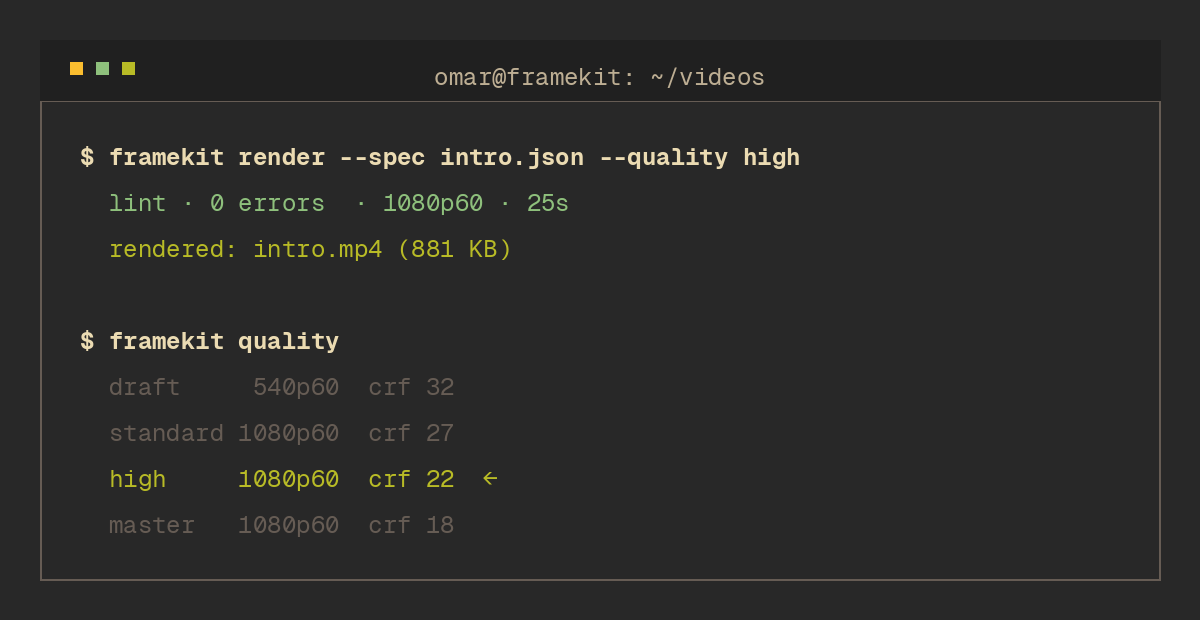 omar@framekit: ~/videos
$ framekit render --spec intro.json --quality high
lint · 0 errors  · 1080p60 · 25s
rendered: intro.mp4 (881 KB)
$ framekit quality
draft     540p60  crf 32
standard 1080p60  crf 27
high     1080p60  crf 22  ←
master   1080p60  crf 18